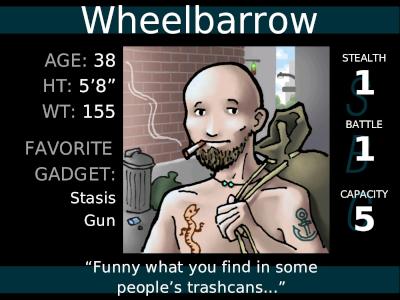 Wheelbarrow
AGE: 38
HT: 5’8”
WT: 155
FAVORITE
GADGET:
Stasis
Gun
STEALTH
1
S
BATTLE
1
B
CAPACITY
5
C
“Funny what you find in some
people’s trashcans...”